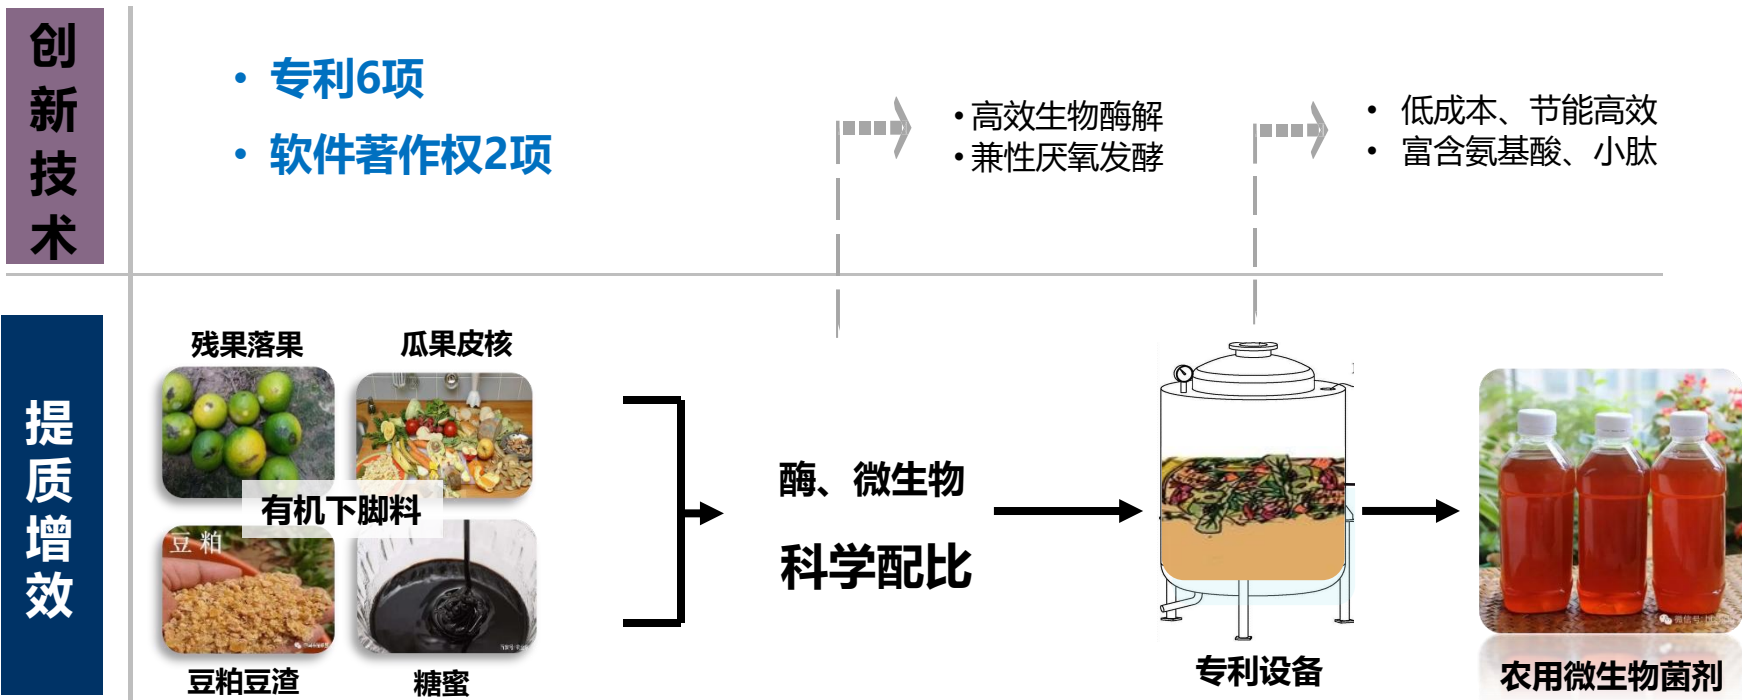 创新技术
• 专利6项
• 软件著作权2项
• 高效生物酶解
• 兼性厌氧发酵
• 低成本、节能高效
• 富含氨基酸、小肽
提质增效
残果落果
瓜果皮核
有机下脚料
豆粕
豆粕豆渣
糖蜜
酶、微生物
科学配比
专利设备
农用微生物菌剂